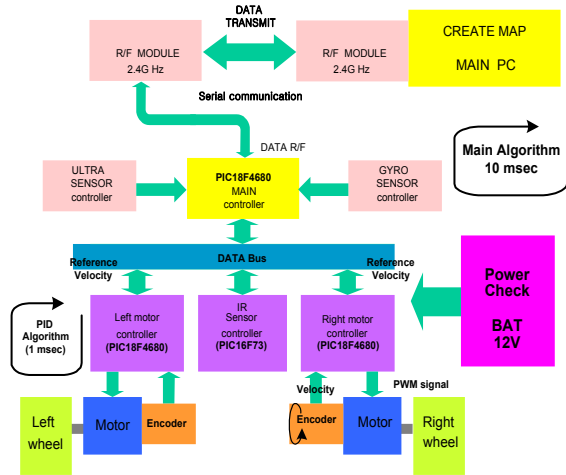 DATA
TRANSMIT
R/F MODULE
2.4G Hz
R/F MODULE
2.4G Hz
CREATE MAP
MAIN PC
Serial communication
DATA R/F
Main Algorithm
10 msec
ULTRA
SENSOR
controller
PIC18F4680
MAIN
controller
GYRO
SENSOR
controller
DATA Bus
Reference
Velocity
Reference
Velocity
Power
Check
BAT
12V
PID
Algorithm
(1 msec)
Left motor
controller
(PIC18F4680)
IR
Sensor
controller
(PIC16F73)
Right motor
controller
(PIC18F4680)
Velocity
PWM signal
Left
wheel
Motor
Encoder
Encoder
Motor
Right
wheel